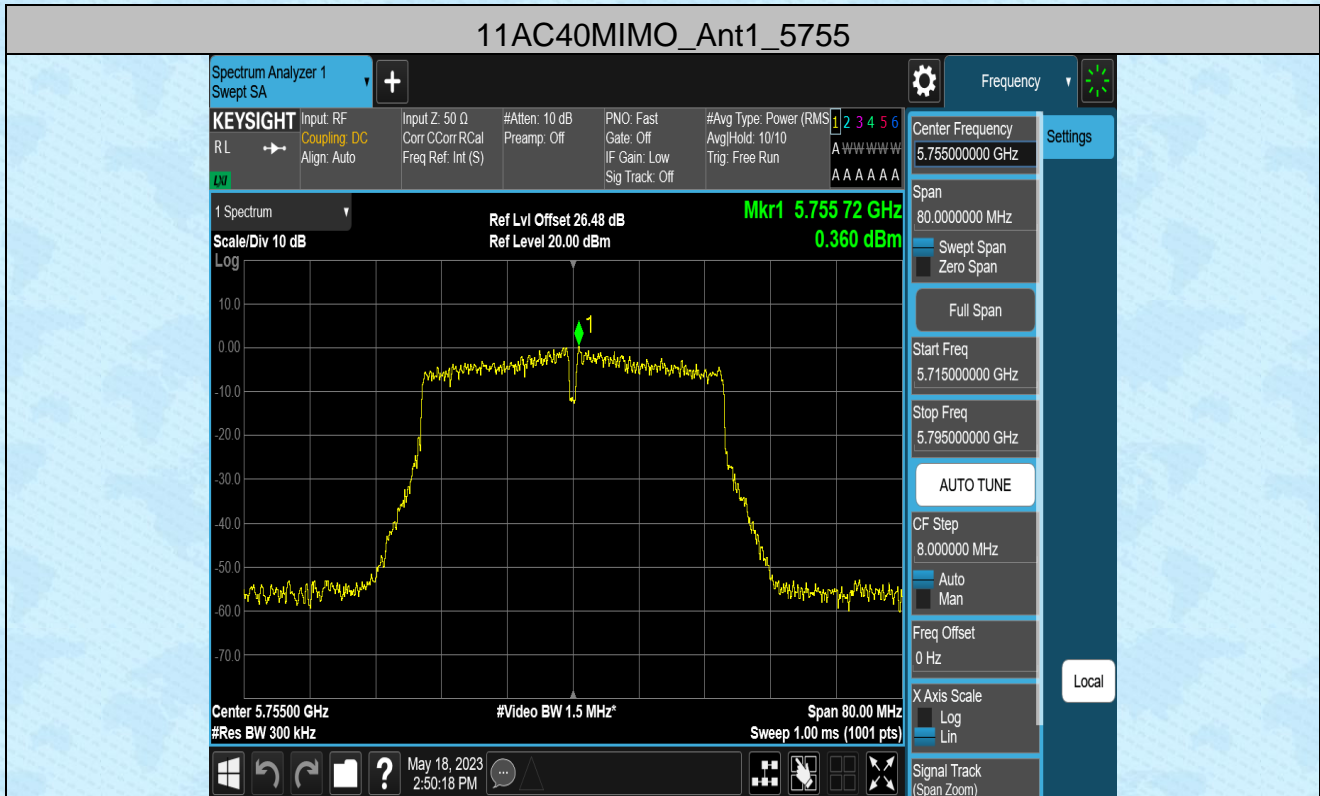 11AC40MIMO_Ant1_5755
Spectrum Analyzer 1
Swept SA
Frequency
KEYSIGHT
RL
LXI
Input: RF
Coupling: DC
Align: Auto
Input Z: 50 Ω
Corr CCorr RCal
Freq Ref: Int (S)
#Atten: 10 dB
Preamp: Off
PNO: Fast
Gate: Off
IF Gain: Low
Sig Track: Off
#Avg Type: Power (RMS
Avg|Hold: 10/10
Trig: Free Run
1 2 3 4 5 6
A W W W W W
A A A A A A
1 Spectrum
Scale/Div 10 dB
Log
Ref Lvl Offset 26.48 dB
Ref Level 20.00 dBm
Mkr1 5.755 72 GHz
0.360 dBm
1
10.0
0.00
-10.0
-20.0
-30.0
-40.0
-50.0
-60.0
-70.0
Center 5.75500 GHz
#Res BW 300 kHz
#Video BW 1.5 MHz*
Span 80.00 MHz
Sweep 1.00 ms (1001 pts)
May 18, 2023
2:50:18 PM
Center Frequency
5.755000000 GHz
Settings
Span
80.0000000 MHz
Swept Span
Zero Span
Full Span
Start Freq
5.715000000 GHz
Stop Freq
5.795000000 GHz
AUTO TUNE
CF Step
8.000000 MHz
Auto
Man
Freq Offset
0 Hz
X Axis Scale
Log
Lin
Local
Signal Track
(Span Zoom)